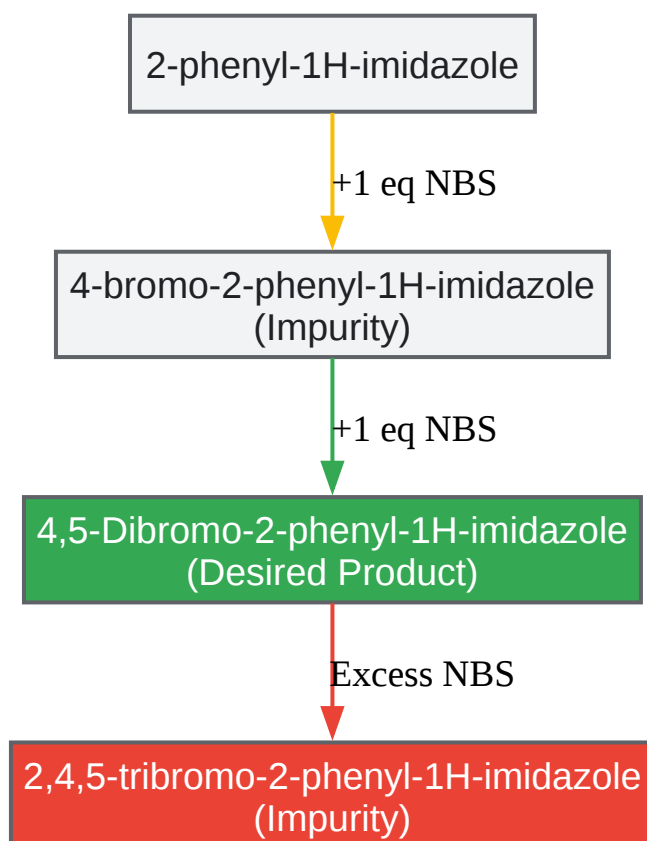 2-phenyl-1H-imidazole
+1 eq NBS
4-bromo-2-phenyl-1H-imidazole
(Impurity)
+1 eq NBS
4,5-Dibromo-2-phenyl-1H-imidazole
(Desired Product)
Excess NBS
2,4,5-tribromo-2-phenyl-1H-imidazole
(Impurity)